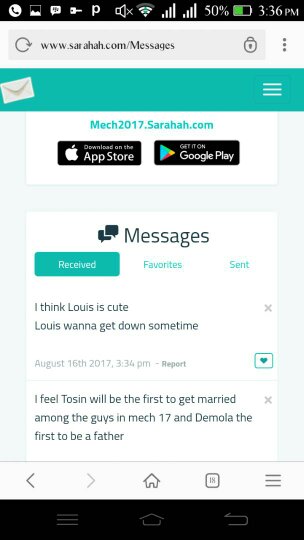 50% 3:36 PM
www.sarahah.com/Messages
Mech2017.Sarahah.com
Download on the App Store
GET IT ON Google Play
Messages
Received Favorites Sent
I think Louis is cute
Louis wanna get down sometime
August 16th 2017, 3:34 pm - Report
I feel Tosin will be the first to get married
among the guys in mech 17 and Demola the
first to be a father
18